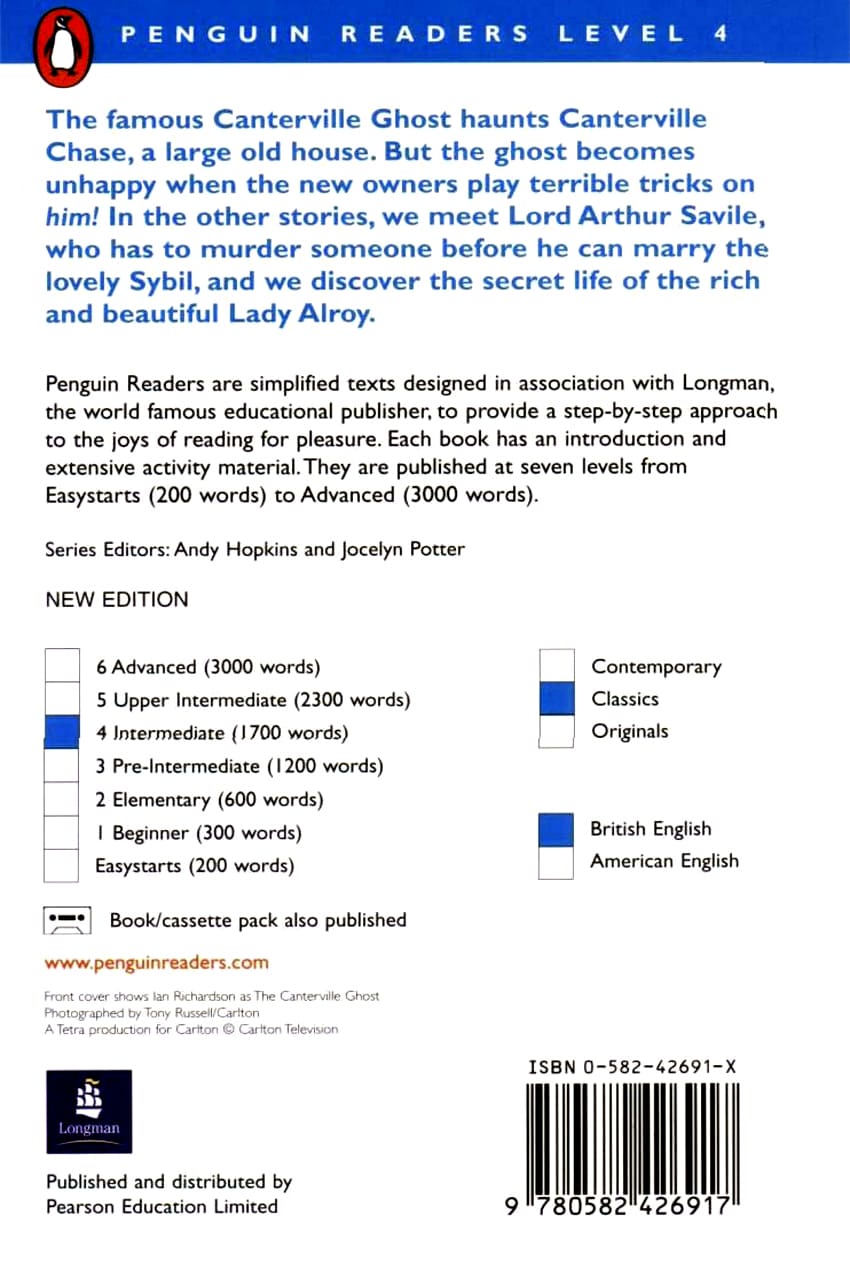 PENGUIN READERS LEVEL 4
The famous Canterville Ghost haunts Canterville
Chase, a large old house. But the ghost becomes
unhappy when the new owners play terrible tricks on
him! In the other stories, we meet Lord Arthur Savile,
who has to murder someone before he can marry the
lovely Sybil, and we discover the secret life of the rich
and beautiful Lady Alroy.
Penguin Readers are simplified texts designed in association with Longman,
the world famous educational publisher, to provide a step-by-step approach
to the joys of reading for pleasure. Each book has an introduction and
extensive activity material. They are published at seven levels from
Easystarts (200 words) to Advanced (3000 words).
Series Editors: Andy Hopkins and Jocelyn Potter
NEW EDITION
6 Advanced (3000 words)
5 Upper Intermediate (2300 words)
4 Intermediate (1700 words)
3 Pre-Intermediate (1200 words)
2 Elementary (600 words)
1 Beginner (300 words)
Easystarts (200 words)
Contemporary
Classics
Originals
British English
American English
Book/cassette pack also published
www.penguinreaders.com
Front cover shows Ian Richardson as The Canterville Ghost
Photographed by Tony Russell/Carlton
A Tetra production for Carlton © Carlton Television
Longman
Published and distributed by
Pearson Education Limited
ISBN 0-582-42691-X
9 780582 426917